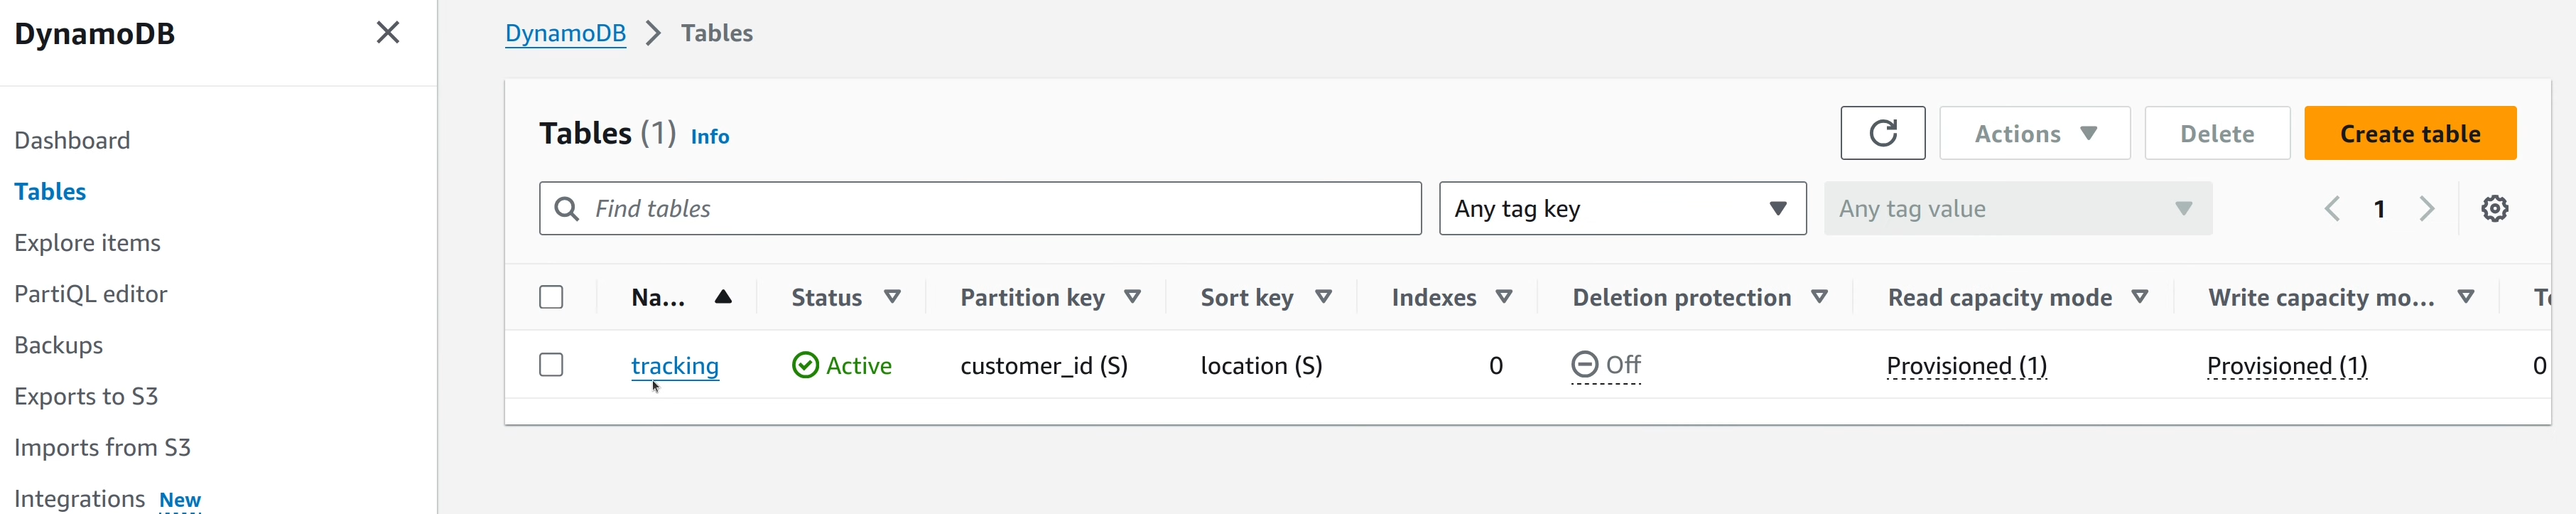 DynamoDB
Dashboard
Tables
Explore items
PartiQL editor
Backups
Exports to S3
Imports from S3
Integrations New
DynamoDB > Tables
Tables (1) Info
Actions
Delete
Create table
Find tables
Any tag key
Any tag value
1
Na... Status Partition key Sort key Indexes Deletion protection Read capacity mode Write capacity mo...
tracking Active customer_id (S) location (S) 0 Off Provisioned (1) Provisioned (1) 0